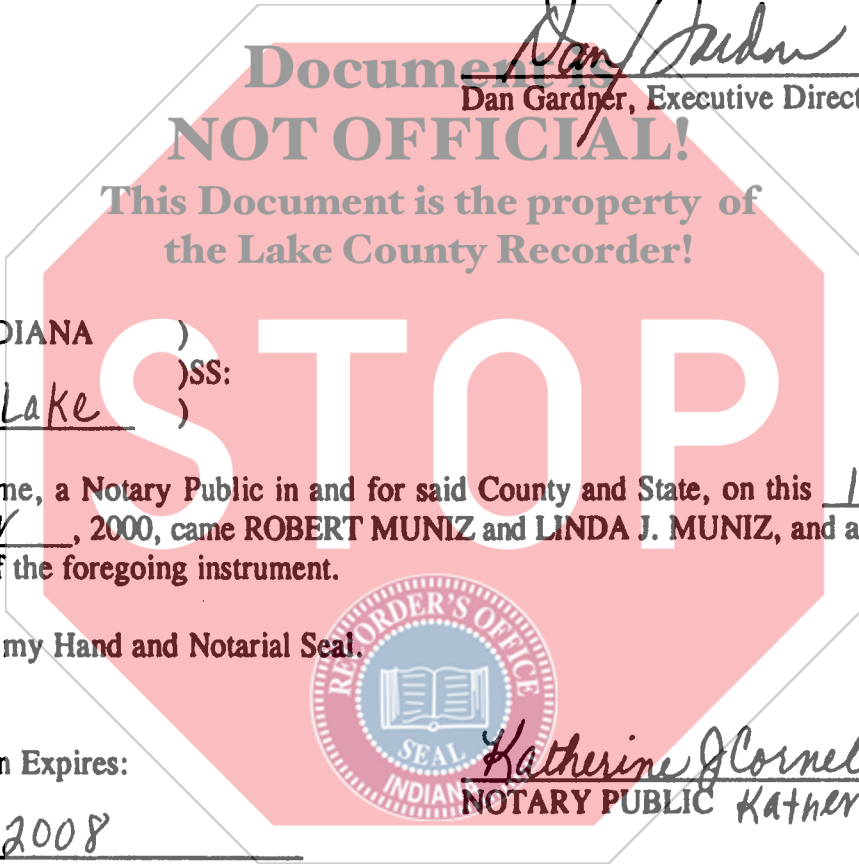 Dan Gardner
Document is
Dan Gardner, Executive Direct
NOT OFFICIAL!
This Document is the property of
the Lake County Recorder!
STOP
DIANA )
)SS:
Lake )
me, a Notary Public in and for said County and State, on this 1
, 2000, came ROBERT MUNIZ and LINDA J. MUNIZ, and a
f the foregoing instrument.
my Hand and Notarial Seal.
RECORDER'S OFFICE
SEAL
INDIANA
n Expires:
Katherine J Cornel
NOTARY PUBLIC Kather
2008